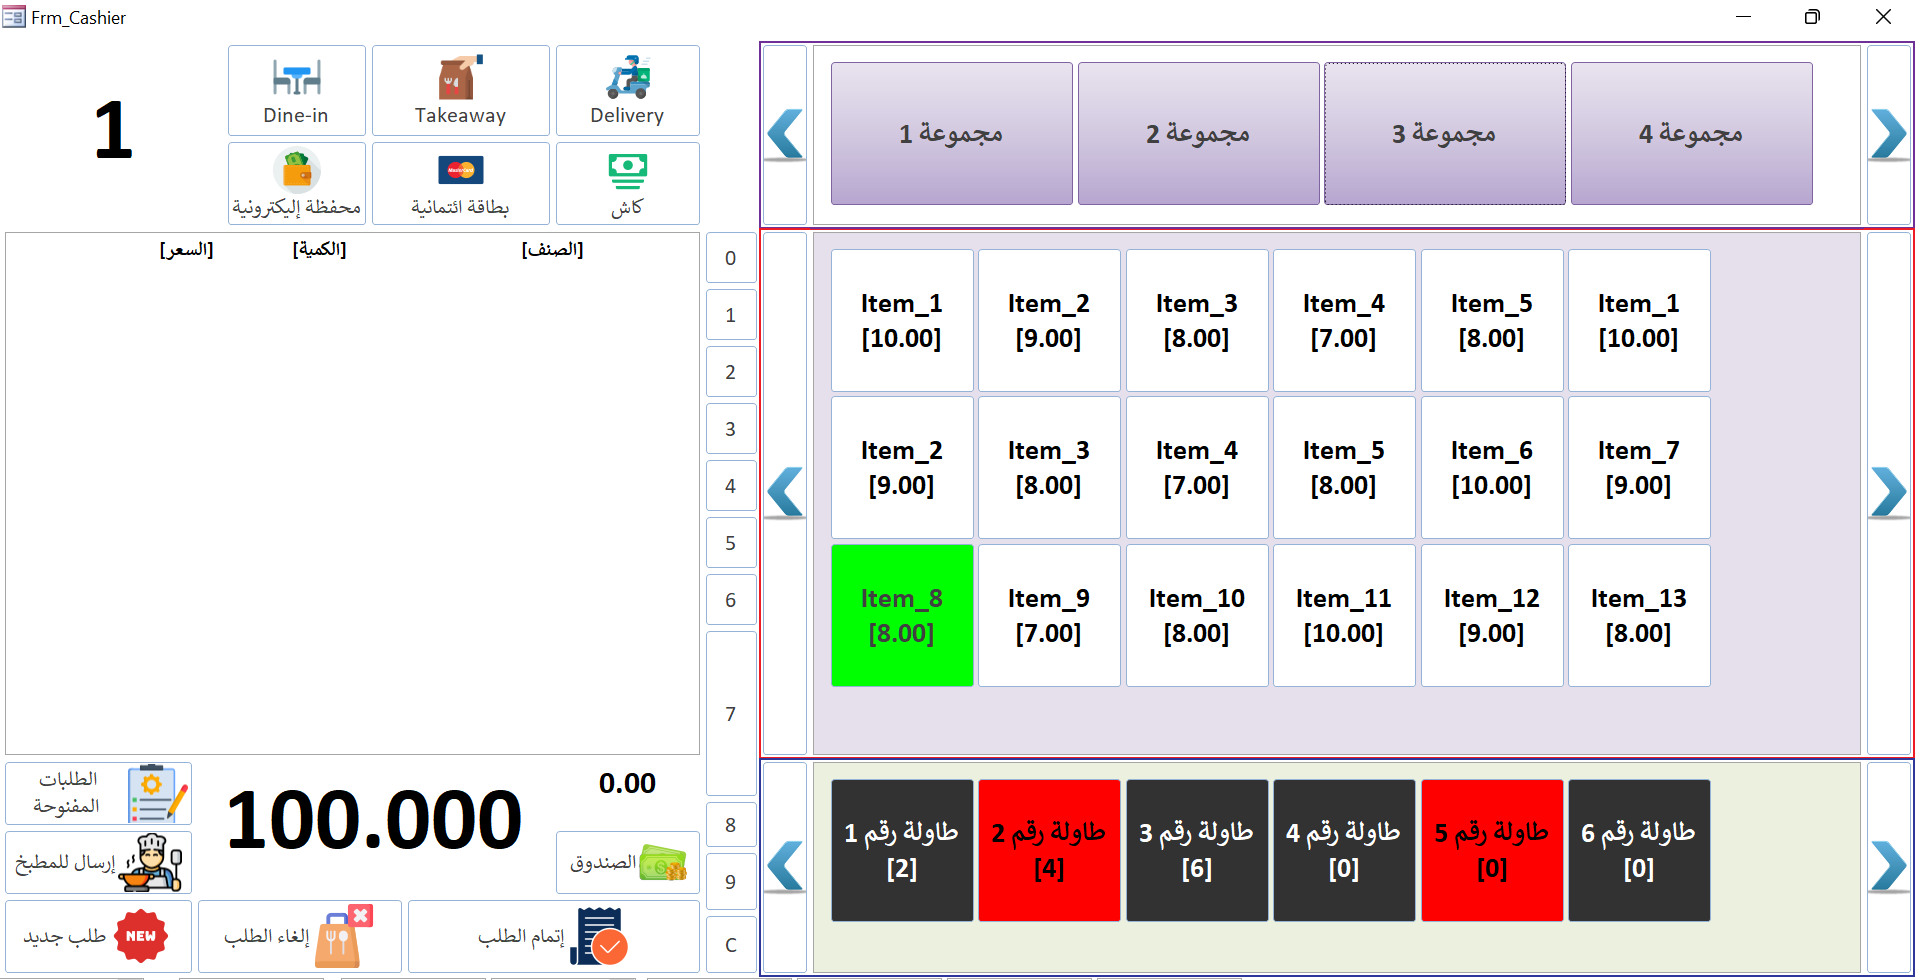 Frm_Cashier
1
Dine-in
Takeaway
Delivery
محفظة إليكترونية
بطاقة ائتمانية
كاش
[الصنف]
[الكمية]
[السعر]
0
1
2
3
4
5
6
7
8
9
C
مجموعة 1
مجموعة 2
مجموعة 3
مجموعة 4
Item_1
[10.00]
Item_2
[9.00]
Item_3
[8.00]
Item_4
[7.00]
Item_5
[8.00]
Item_1
[10.00]
Item_2
[9.00]
Item_3
[8.00]
Item_4
[7.00]
Item_5
[8.00]
Item_6
[10.00]
Item_7
[9.00]
Item_8
[8.00]
Item_9
[7.00]
Item_10
[8.00]
Item_11
[10.00]
Item_12
[9.00]
Item_13
[8.00]
طاولة رقم 1
[2]
طاولة رقم 2
[4]
طاولة رقم 3
[6]
طاولة رقم 4
[0]
طاولة رقم 5
[0]
طاولة رقم 6
[0]
الطلبات
المفنوحة
إرسال للمطبخ
100.000
0.00
الصندوق
طلب جديد
NEW
إلغاء الطلب
إتمام الطلب